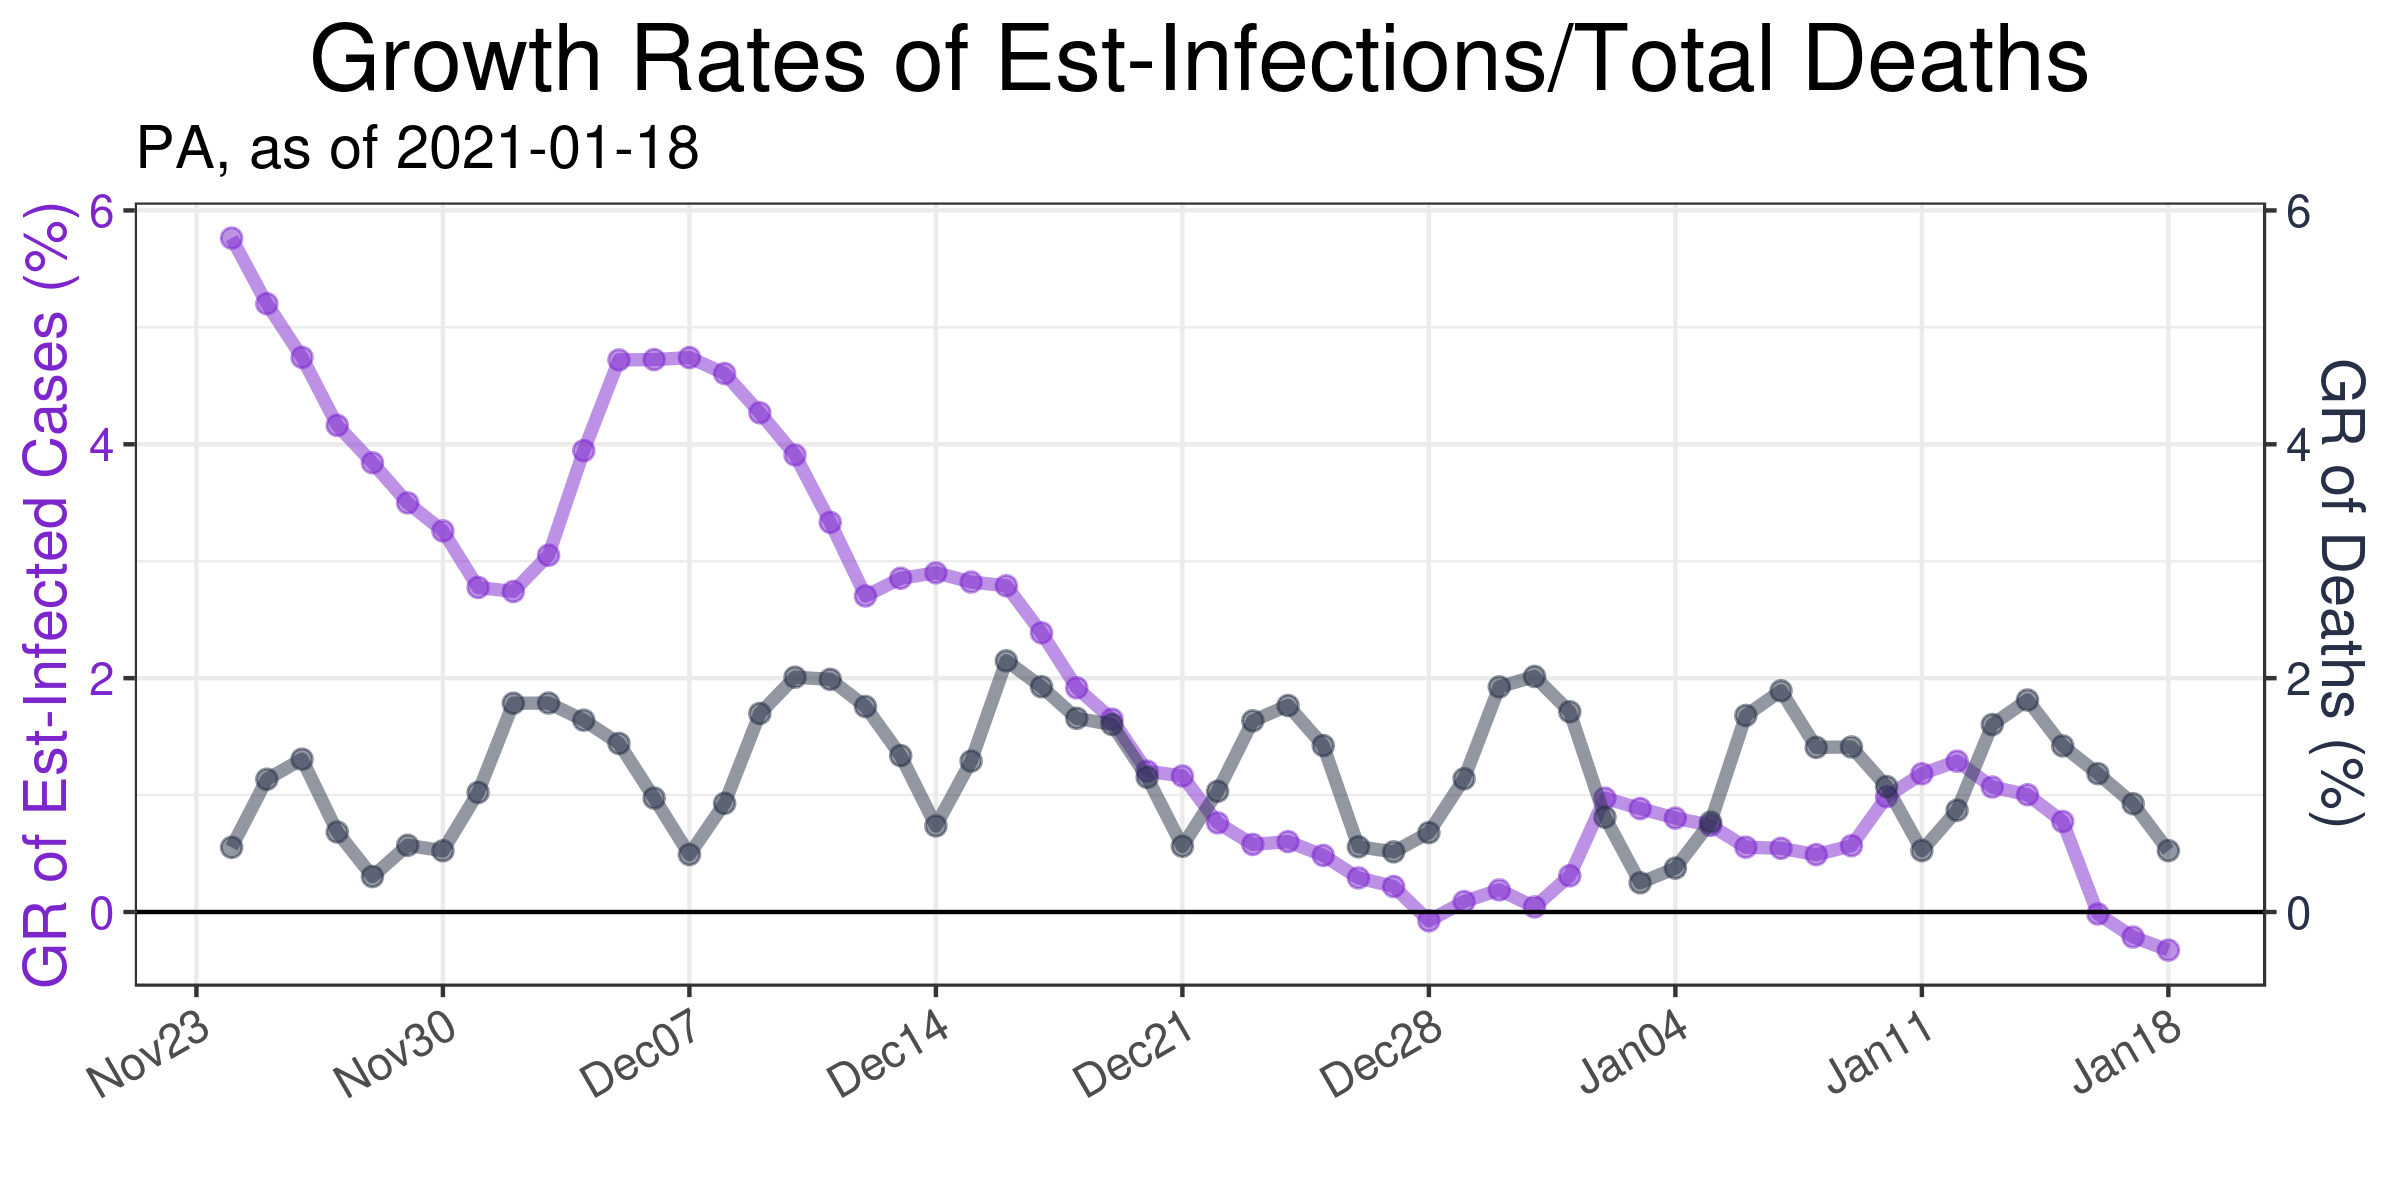 Growth Rates of Est-Infections/Total Deaths
PA, as of 2021-01-18
GR of Est-Infected Cases (%)
6
4
2
0
6
4
2
0
GR of Deaths (%)
Nov23
Nov30
Dec07
Dec14
Dec21
Dec28
Jan04
Jan11
Jan18